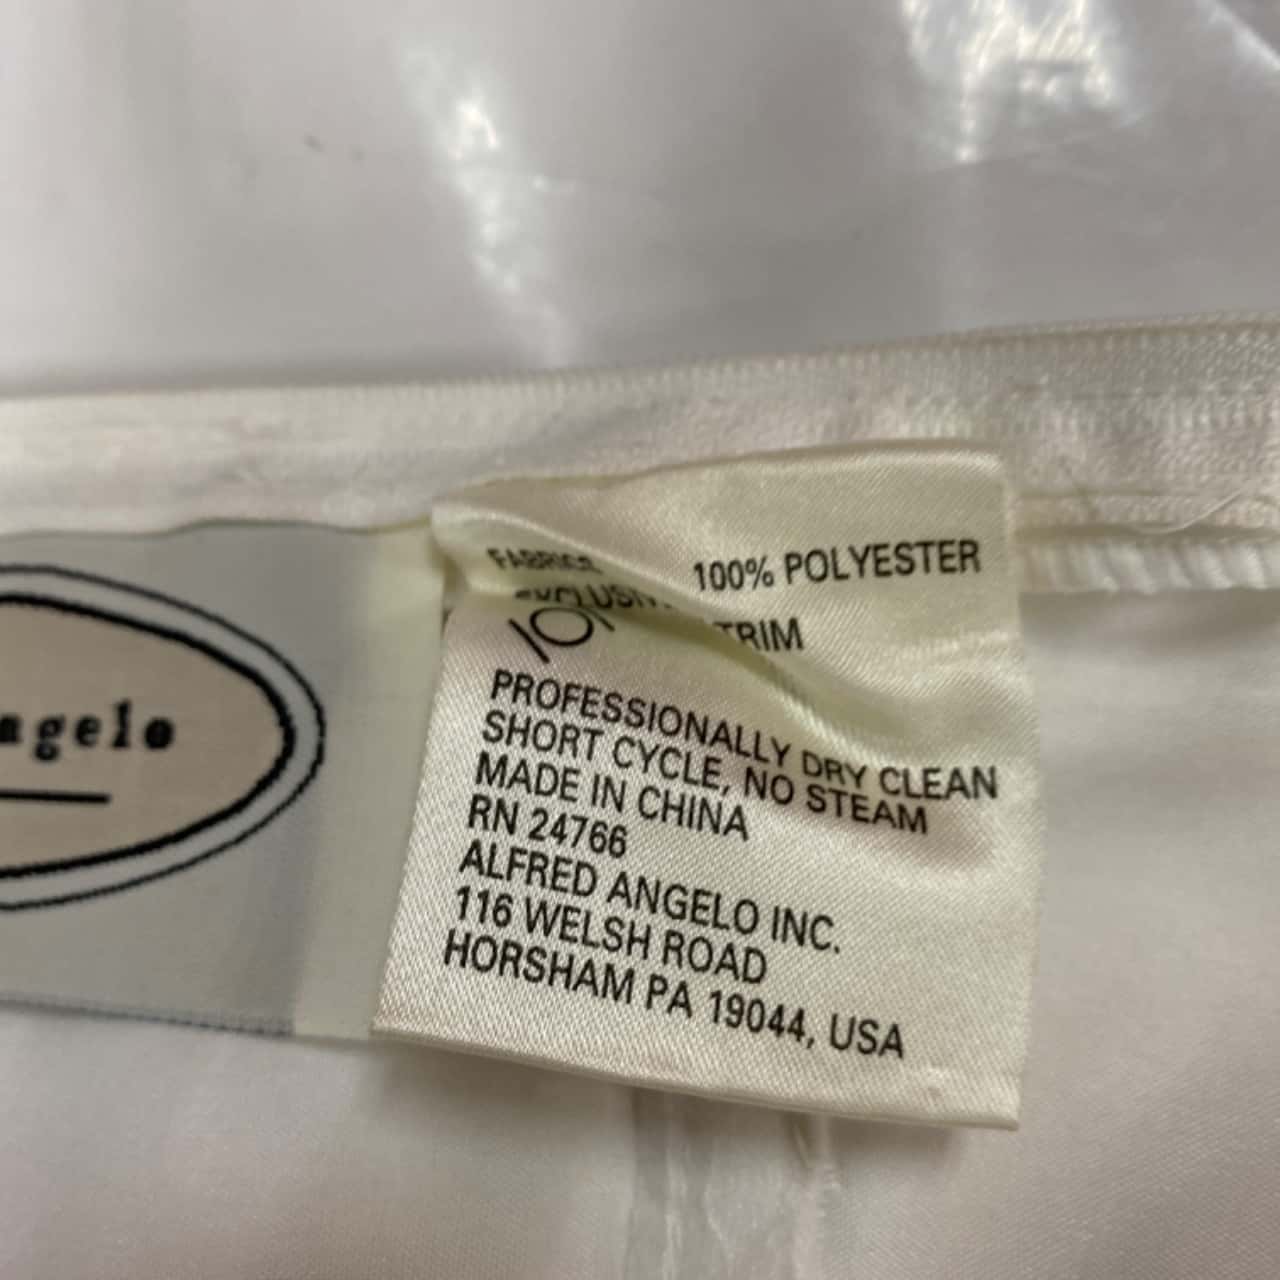 FABRICS 100% POLYESTER
TRIM
PROFESSIONALLY DRY CLEAN
SHORT CYCLE, NO STEAM
MADE IN CHINA
RN 24766
ALFRED ANGELO INC.
116 WELSH ROAD
HORSHAM PA 19044, USA
angelo